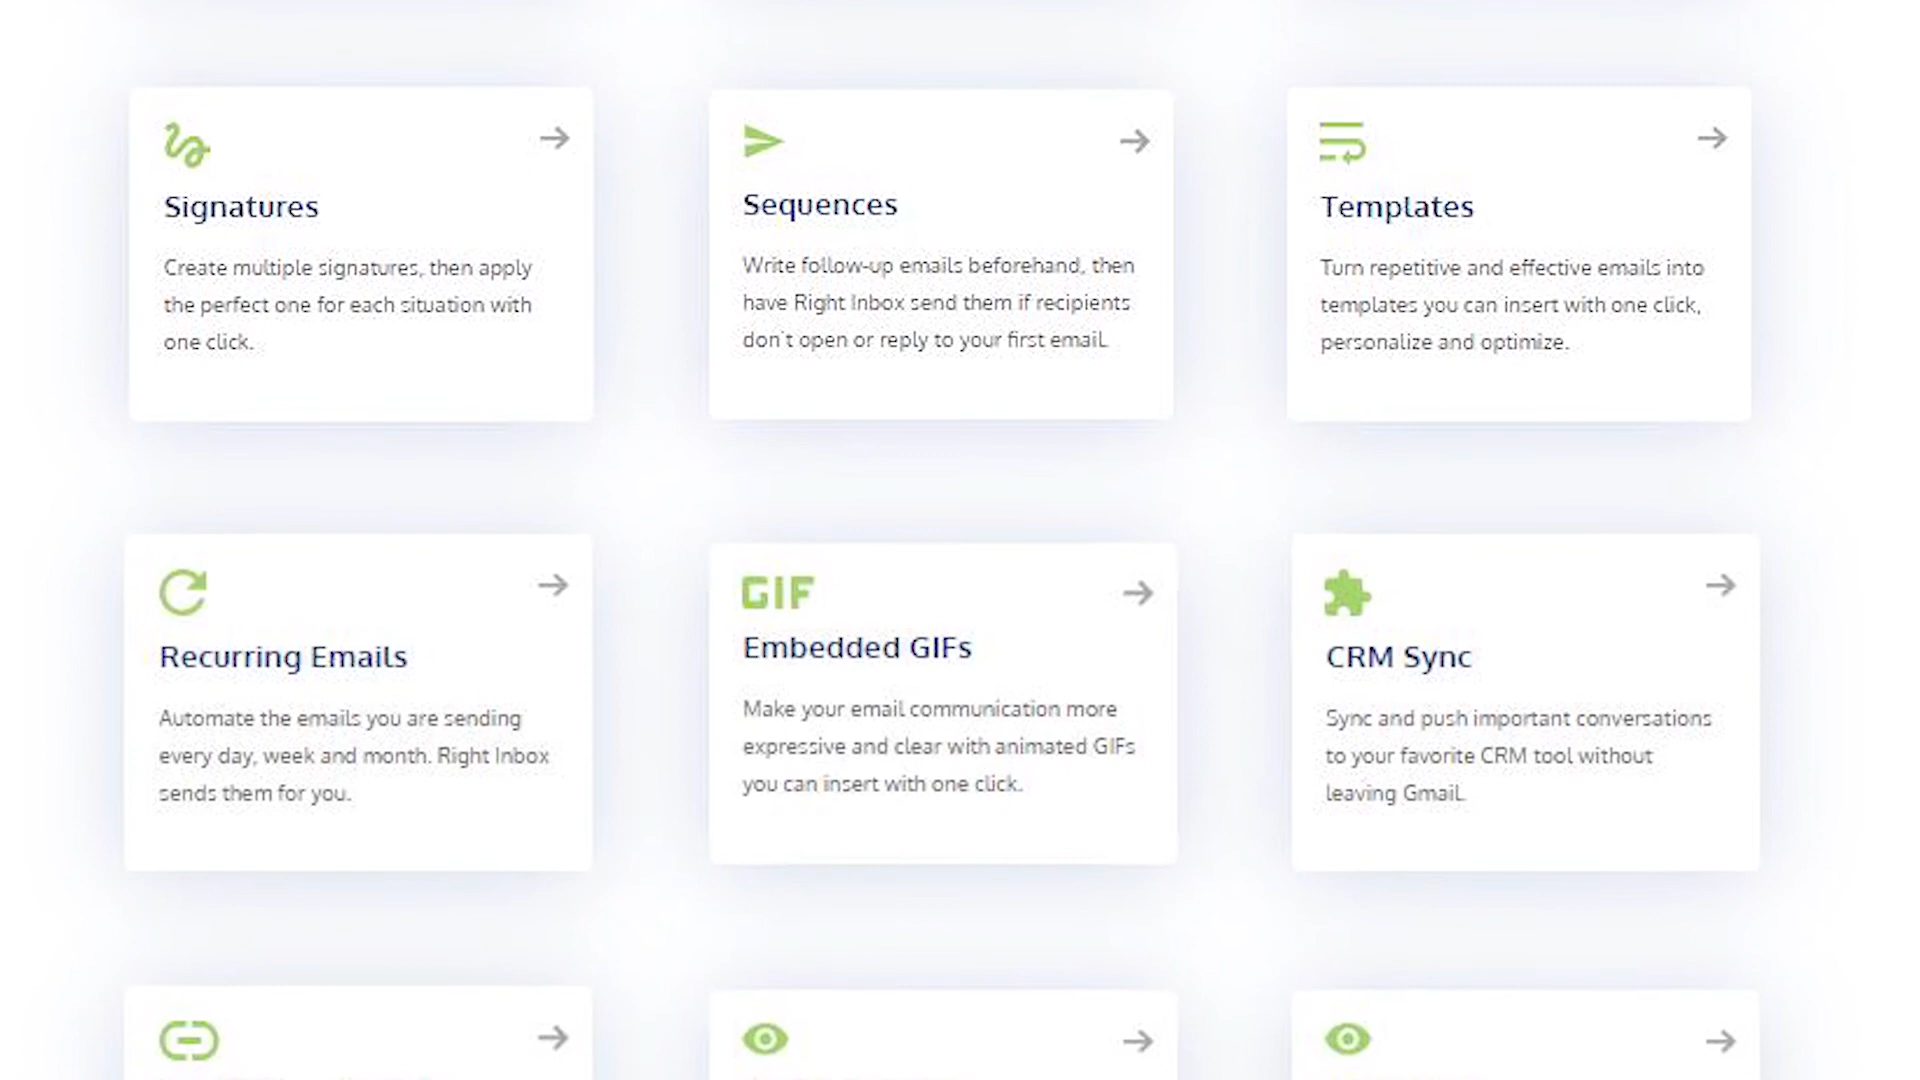 Signatures
Create multiple signatures, then apply
the perfect one for each situation with
one click.
Sequences
Write follow-up emails beforehand, then
have Right Inbox send them if recipients
don't open or reply to your first email.
Templates
Turn repetitive and effective emails into
templates you can insert with one click,
personalize and optimize.
Recurring Emails
Automate the emails you are sending
every day, week and month. Right Inbox
sends them for you.
GIF
Embedded GIFs
Make your email communication more
expressive and clear with animated GIFs
you can insert with one click.
CRM Sync
Sync and push important conversations
to your favorite CRM tool without
leaving Gmail.